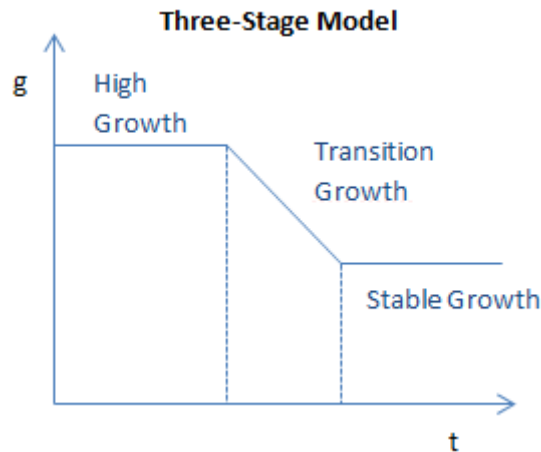 Three-Stage Model
g
High
Growth
Transition
Growth
Stable Growth
t